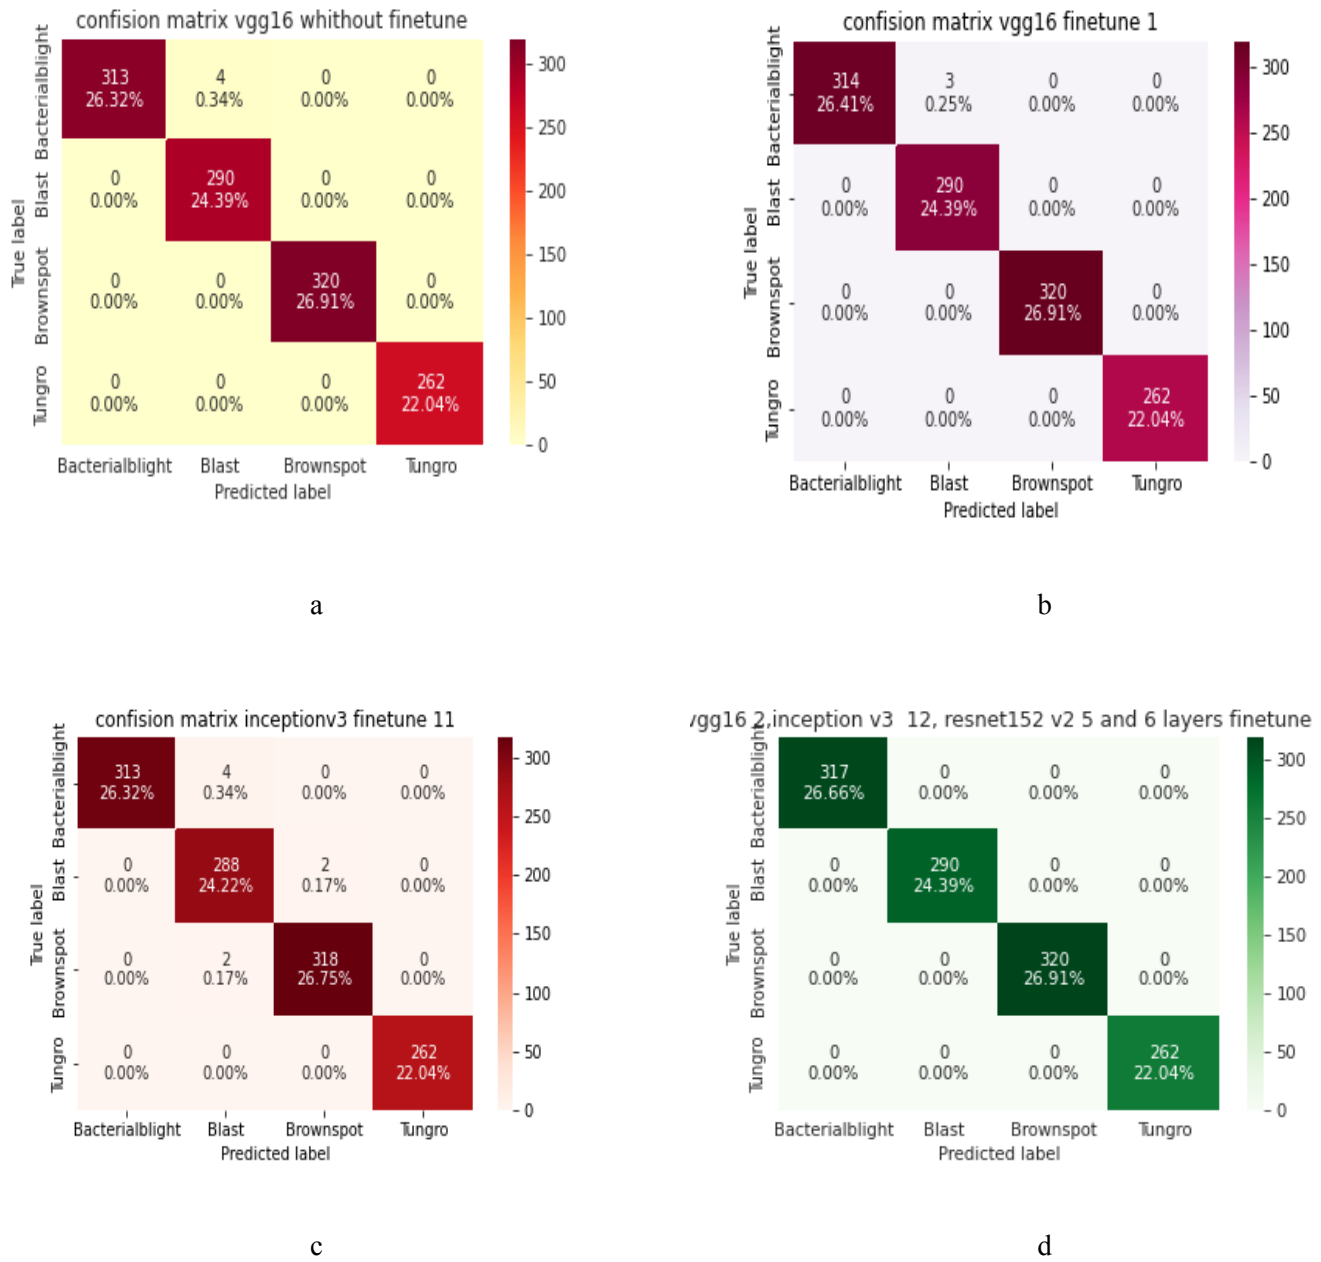 confision matrix vgg16 whithout finetune
True label
Bacterialblight
Blast
Brownspot
Tungro
313 4 0 0
26.32% 0.34% 0.00% 0.00%
0 290 0 0
0.00% 24.39% 0.00% 0.00%
0 0 320 0
0.00% 0.00% 26.91% 0.00%
0 0 0 262
0.00% 0.00% 0.00% 22.04%
300
250
200
150
100
50
0
Bacterialblight Blast Brownspot Tungro
Predicted label
a
confision matrix vgg16 finetune 1
True label
Bacterialblight
Blast
Brownspot
Tungro
314 3 0 0
26.41% 0.25% 0.00% 0.00%
0 290 0 0
0.00% 24.39% 0.00% 0.00%
0 0 320 0
0.00% 0.00% 26.91% 0.00%
0 0 0 262
0.00% 0.00% 0.00% 22.04%
300
250
200
150
100
50
0
Bacterialblight Blast Brownspot Tungro
Predicted label
b
confision matrix inceptionv3 finetune 11
True label
Bacterialblight
Blast
Brownspot
Tungro
313 4 0 0
26.32% 0.34% 0.00% 0.00%
0 288 2 0
0.00% 24.22% 0.17% 0.00%
0 2 318 0
0.00% 0.17% 26.75% 0.00%
0 0 0 262
0.00% 0.00% 0.00% 22.04%
300
250
200
150
100
50
0
Bacterialblight Blast Brownspot Tungro
Predicted label
c
vgg16 2,inception v3 12, resnet152 v2 5 and 6 layers finetune
True label
Bacterialblight
Blast
Brownspot
Tungro
317 0 0 0
26.66% 0.00% 0.00% 0.00%
0 290 0 0
0.00% 24.39% 0.00% 0.00%
0 0 320 0
0.00% 0.00% 26.91% 0.00%
0 0 0 262
0.00% 0.00% 0.00% 22.04%
300
250
200
150
100
50
0
Bacterialblight Blast Brownspot Tungro
Predicted label
d